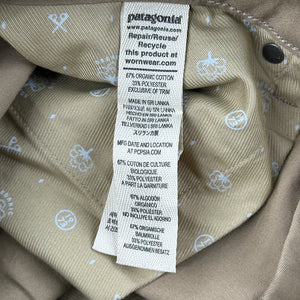 patagonia®
www.patagonia.com
Repair/Reuse/
Recycle
this product at
wornwear.com
67% ORGANIC COTTON
33% POLYESTER
EXCLUSIVE OF TRIM
MADE IN SRI LANKA
FABRIQUÉ AU SRI LANKA
HECHO EN SRI LANKA
スリランカ製
MFG DATE AND LOCATION
AT PCPSIA.COM
67% COTON DE CULTURE
BIOLOGIQUE
33% POLYESTER
À PART LA GARNITURE
67% ALGODÓN
ORGÁNICO
33% POLIÉSTER
NO INCLUYE EL ADORNO
67% ORGANISCHE
BAUMWOLLE
33% POLYESTER
AUSGENOMMEN BESATZ